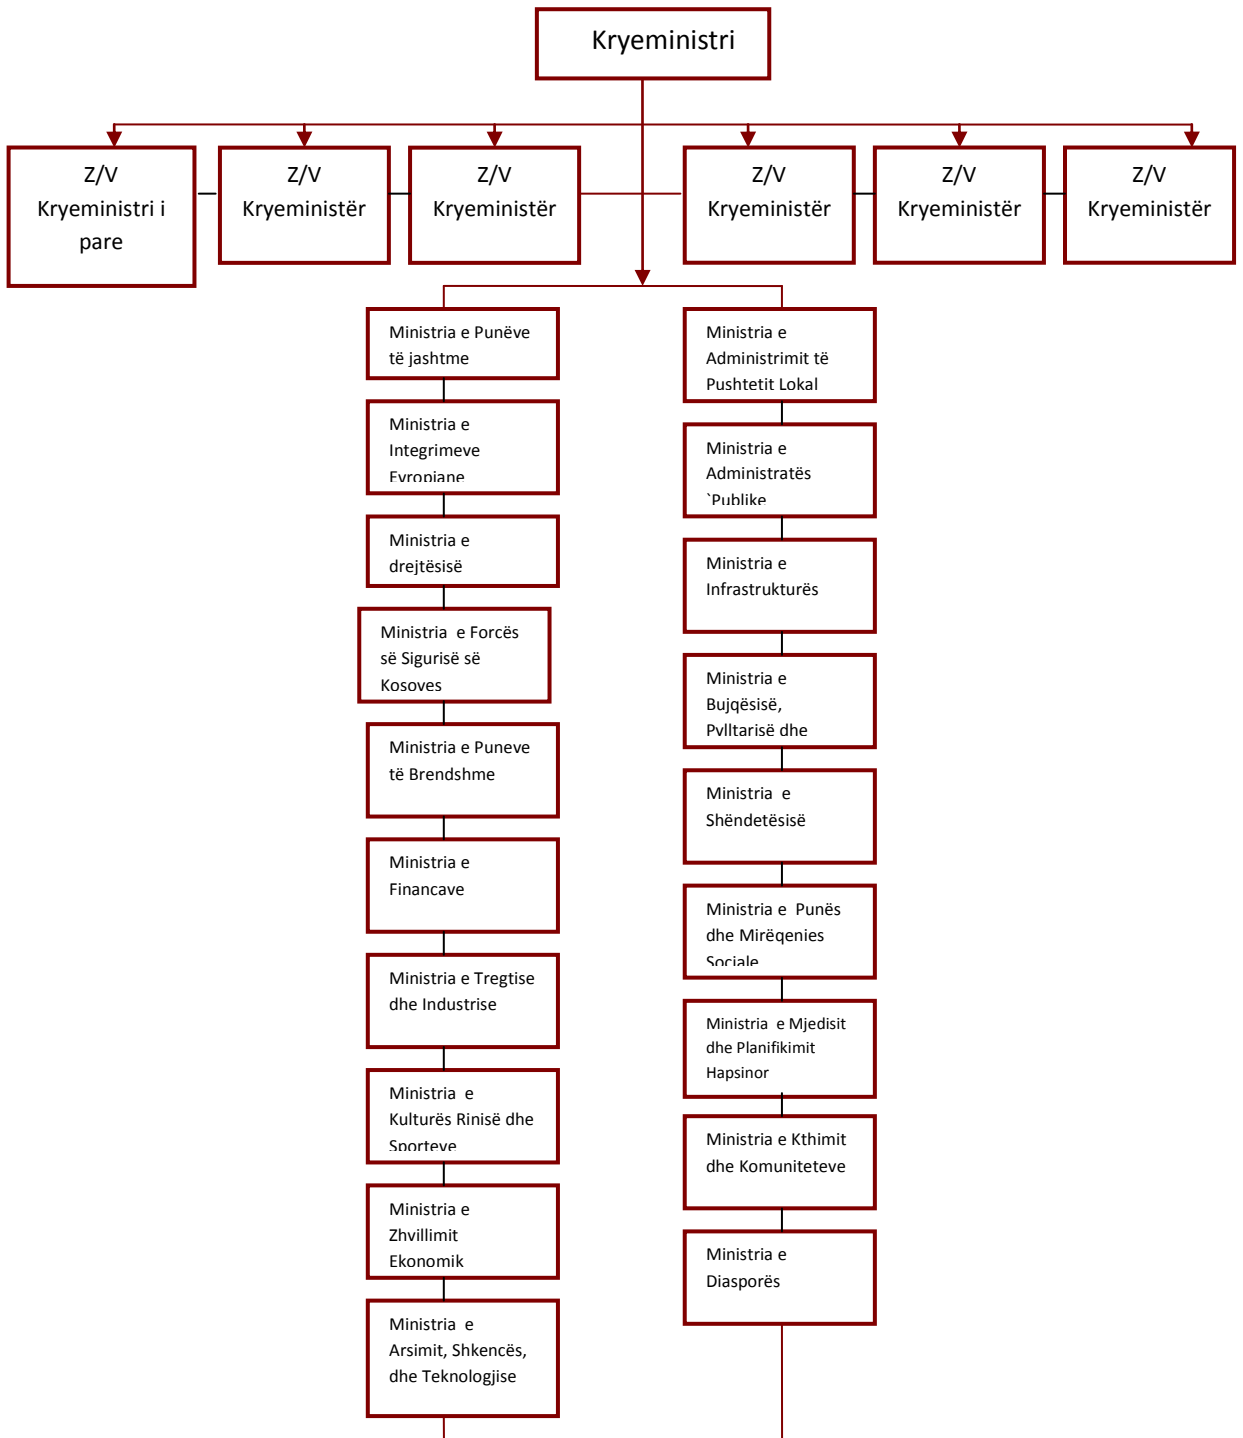 Kryeministri
Z/V
Kryeministri i
pare
Z/V
Kryeministër
Z/V
Kryeministër
Z/V
Kryeministër
Z/V
Kryeministër
Z/V
Kryeministër
Ministria e Punëve
të jashtme
Ministria e
Integrimeve
Evropiane
Ministria e
drejtësisë
Ministria e Forcës
së Sigurisë së
Kosoves
Ministria e Puneve
të Brendshme
Ministria e
Financave
Ministria e Tregtise
dhe Industrise
Ministria e
Kulturës Rinisë dhe
Sporteve
Ministria e
Zhvillimit
Ekonomik
Ministria e
Arsimit, Shkencës,
dhe Teknologjise
Ministria e
Administrimit të
Pushtetit Lokal
Ministria e
Administratës
`Publike
Ministria e
Infrastrukturës
Ministria e
Bujqësisë,
Pylltarisë dhe
Ministria e
Shëndetësisë
Ministria e Punës
dhe Mirëqenies
Sociale
Ministria e Mjedisit
dhe Planifikimit
Hapsinor
Ministria e Kthimit
dhe Komuniteteve
Ministria e
Diasporës